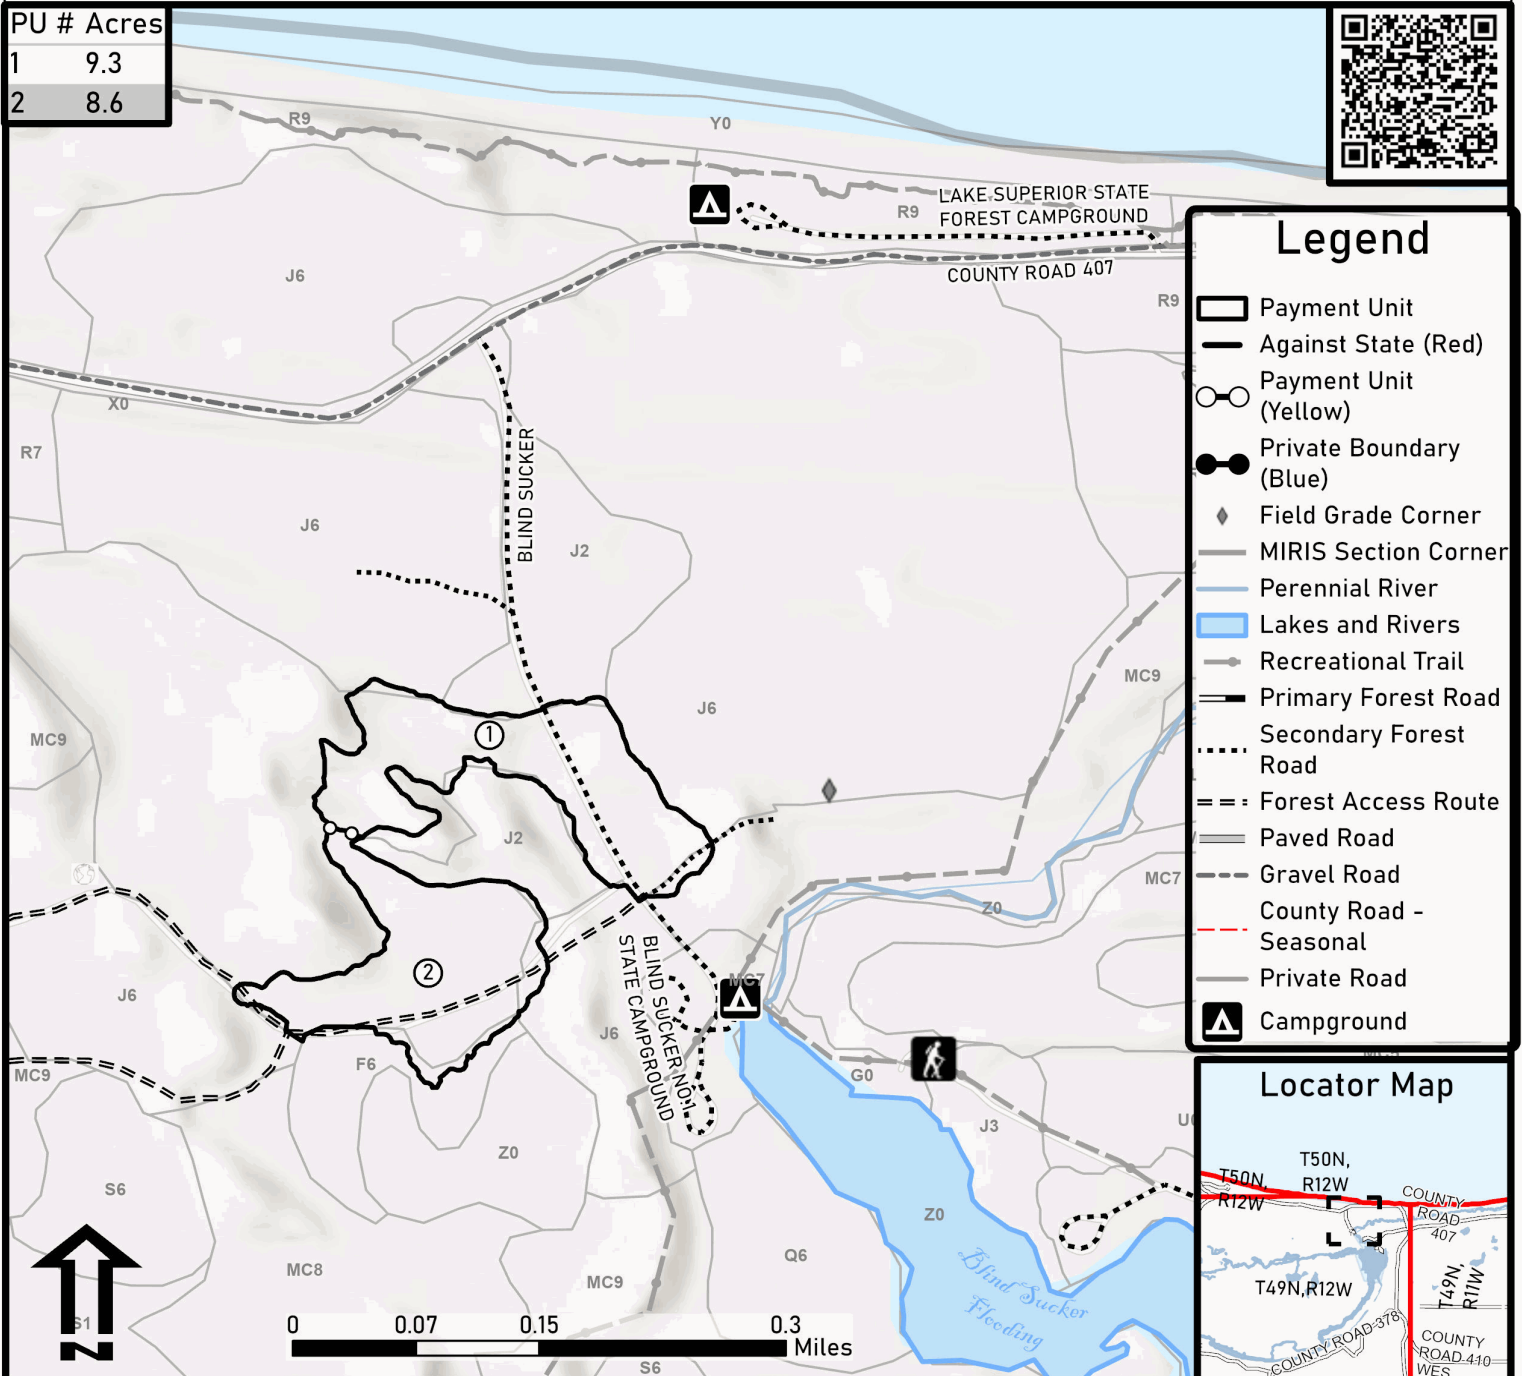 PU # Acres
1 9.3
2 8.6
R9
Y0
LAKE SUPERIOR STATE
FOREST CAMPGROUND
R9
COUNTY ROAD 407
J6
R9
X0
R7
BLIND SUCKER
J6
J2
MC9
J6
MC9
1
J2
MC7
Z0
2
J6
MC7
BLIND SUCKER NO.1
STATE CAMPGROUND
J6
F6
MC9
G0
J3
Z0
S6
Z0
Q6
MC8
MC9
S1
S6
Blind Sucker
Flooding
N
0 0.07 0.15 0.3
Miles
Legend
Payment Unit
Against State (Red)
Payment Unit
(Yellow)
Private Boundary
(Blue)
Field Grade Corner
MIRIS Section Corner
Perennial River
Lakes and Rivers
Recreational Trail
Primary Forest Road
Secondary Forest
Road
Forest Access Route
Paved Road
Gravel Road
County Road -
Seasonal
Private Road
Campground
Locator Map
T50N,
R12W
T50N,
R12W
COUNTY
ROAD
407
T49N,R12W
T49N,
R11W
COUNTY ROAD 378
COUNTY
ROAD 410
WES